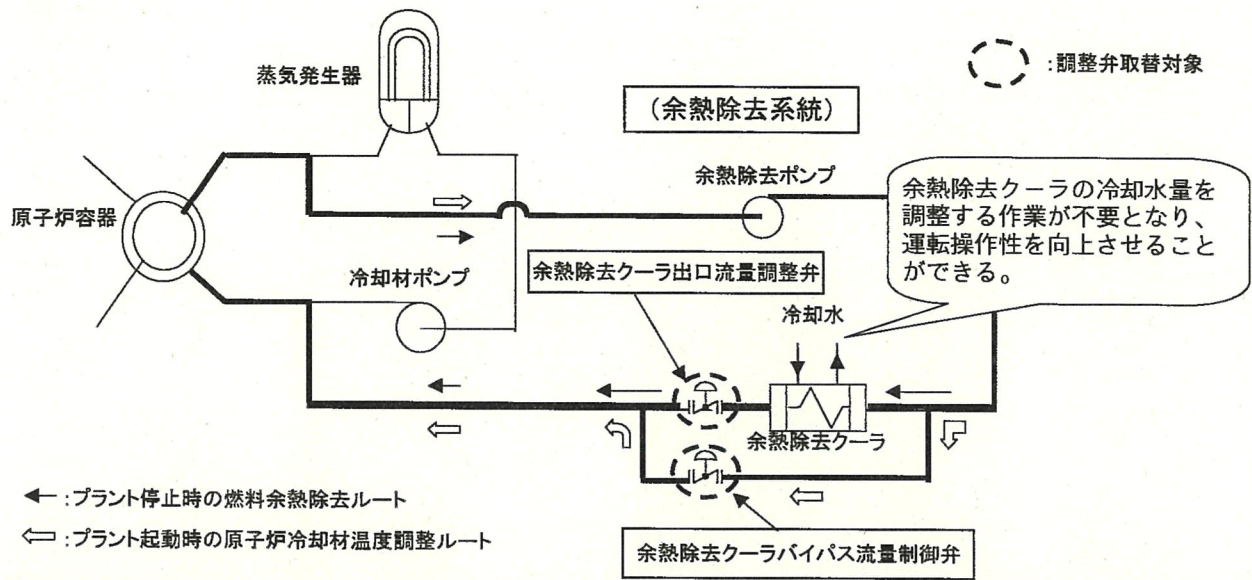 蒸気発生器
:調整弁取替対象
(余熱除去系統)
余熱除去ポンプ
余熱除去クーラの冷却水量を
調整する作業が不要となり、
運転操作性を向上させること
ができる。
原子炉容器
冷却材ポンプ
余熱除去クーラ出口流量調整弁
冷却水
余熱除去クーラ
←:プラント停止時の燃料余熱除去ルート
⇦:プラント起動時の原子炉冷却材温度調整ルート
余熱除去クーラバイパス流量制御弁